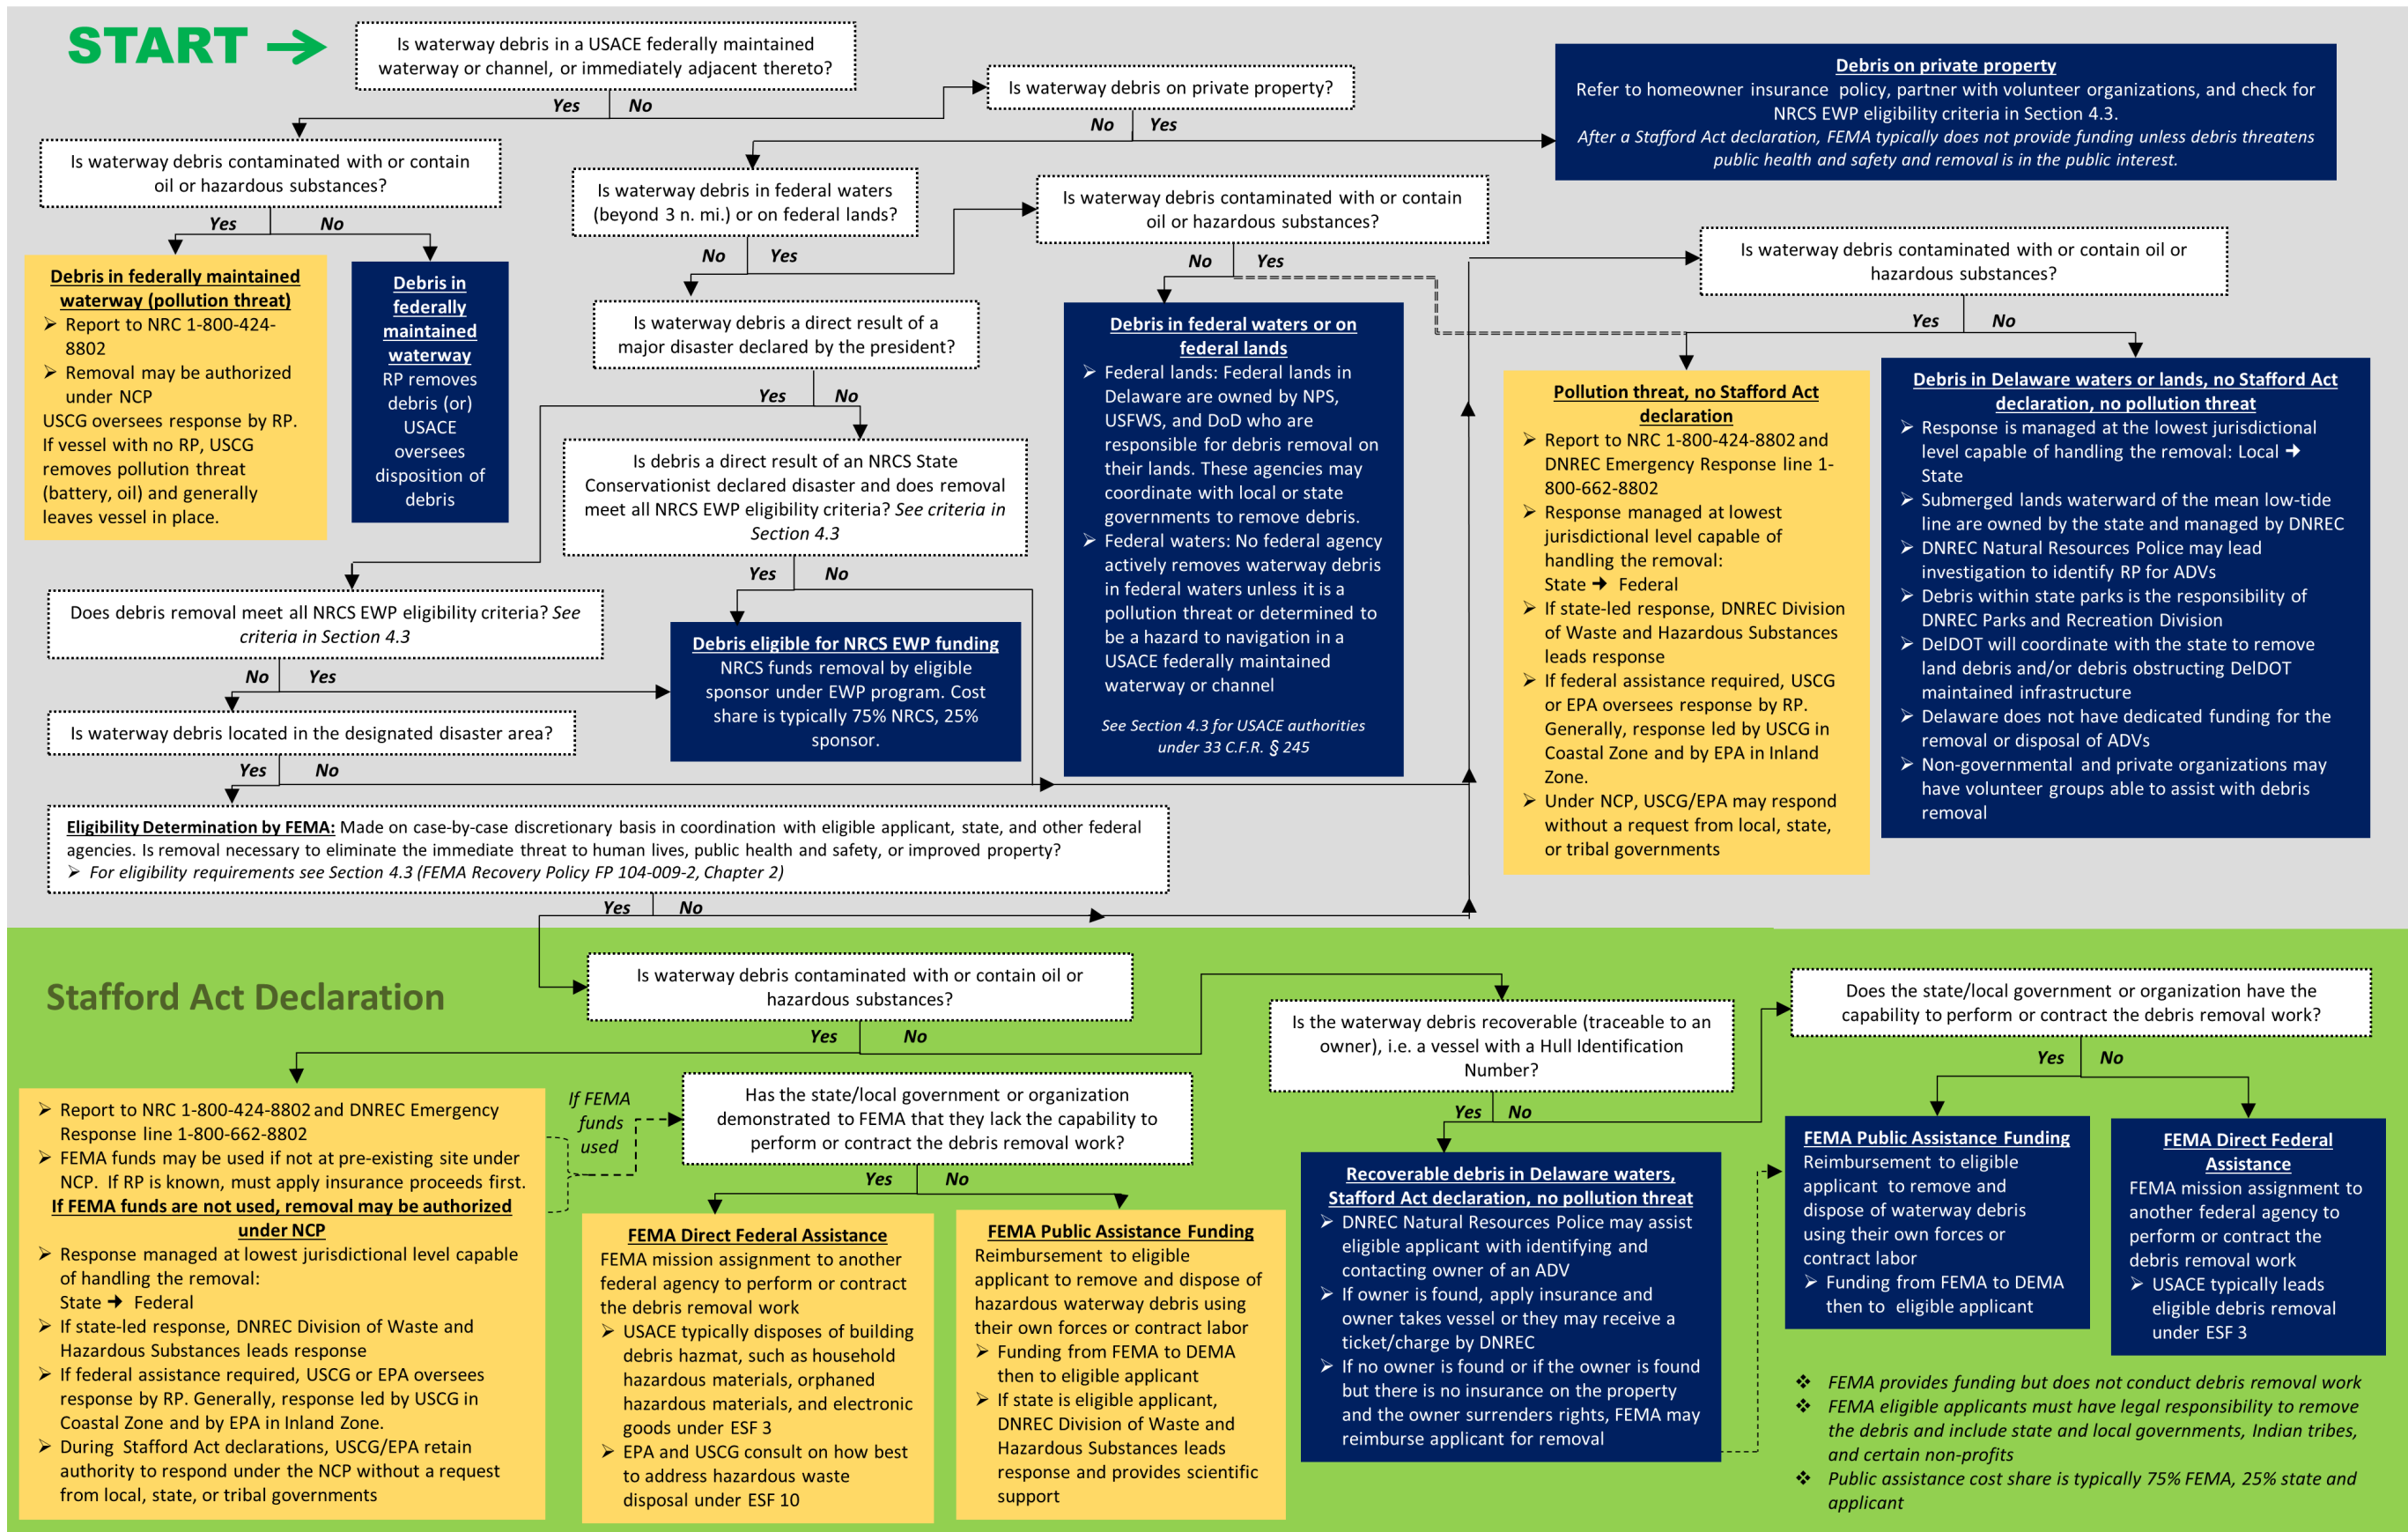 START
Is waterway debris in a USACE federally maintained
waterway or channel, or immediately adjacent thereto?
Yes
No
Is waterway debris on private property?
No
Yes
Debris on private property
Refer to homeowner insurance policy, partner with volunteer organizations, and check for
NRCS EWP eligibility criteria in Section 4.3.
After a Stafford Act declaration, FEMA typically does not provide funding unless debris threatens
public health and safety and removal is in the public interest.
Is waterway debris contaminated with or contain
oil or hazardous substances?
Yes
No
Debris in federally maintained
waterway (pollution threat)
➢ Report to NRC 1-800-424-
8802
➢ Removal may be authorized
under NCP
USCG oversees response by RP.
If vessel with no RP, USCG
removes pollution threat
(battery, oil) and generally
leaves vessel in place.
Debris in
federally
maintained
waterway
RP removes
debris (or)
USACE
oversees
disposition of
debris
Is waterway debris in federal waters
(beyond 3 n. mi.) or on federal lands?
No
Yes
Is waterway debris contaminated with or contain
oil or hazardous substances?
No
Yes
Debris in federal waters or on
federal lands
➢ Federal lands: Federal lands in
Delaware are owned by NPS,
USFWS, and DoD who are
responsible for debris removal on
their lands. These agencies may
coordinate with local or state
governments to remove debris.
➢ Federal waters: No federal agency
actively removes waterway debris
in federal waters unless it is a
pollution threat or determined to
be a hazard to navigation in a
USACE federally maintained
waterway or channel
See Section 4.3 for USACE authorities
under 33 C.F.R. § 245
Is waterway debris contaminated with or contain oil or
hazardous substances?
Yes
No
Pollution threat, no Stafford Act
declaration
➢ Report to NRC 1-800-424-8802 and
DNREC Emergency Response line 1-
800-662-8802
➢ Response managed at lowest
jurisdictional level capable of
handling the removal:
State ➜ Federal
➢ If state-led response, DNREC Division
of Waste and Hazardous Substances
leads response
➢ If federal assistance required, USCG
or EPA oversees response by RP.
Generally, response led by USCG in
Coastal Zone and by EPA in Inland
Zone.
➢ Under NCP, USCG/EPA may respond
without a request from local, state,
or tribal governments
Debris in Delaware waters or lands, no Stafford Act
declaration, no pollution threat
➢ Response is managed at the lowest jurisdictional
level capable of handling the removal: Local ➜
State
➢ Submerged lands waterward of the mean low-tide
line are owned by the state and managed by DNREC
➢ DNREC Natural Resources Police may lead
investigation to identify RP for ADVs
➢ Debris within state parks is the responsibility of
DNREC Parks and Recreation Division
➢ DelDOT will coordinate with the state to remove
land debris and/or debris obstructing DelDOT
maintained infrastructure
➢ Delaware does not have dedicated funding for the
removal or disposal of ADVs
➢ Non-governmental and private organizations may
have volunteer groups able to assist with debris
removal
Is waterway debris a direct result of a
major disaster declared by the president?
Yes
No
Is debris a direct result of an NRCS State
Conservationist declared disaster and does removal
meet all NRCS EWP eligibility criteria? See criteria in
Section 4.3
Yes
No
Does debris removal meet all NRCS EWP eligibility criteria? See
criteria in Section 4.3
No
Yes
Debris eligible for NRCS EWP funding
NRCS funds removal by eligible
sponsor under EWP program. Cost
share is typically 75% NRCS, 25%
sponsor.
Is waterway debris located in the designated disaster area?
Yes
No
Eligibility Determination by FEMA: Made on case-by-case discretionary basis in coordination with eligible applicant, state, and other federal
agencies. Is removal necessary to eliminate the immediate threat to human lives, public health and safety, or improved property?
➢ For eligibility requirements see Section 4.3 (FEMA Recovery Policy FP 104-009-2, Chapter 2)
Yes
No
Stafford Act Declaration
Is waterway debris contaminated with or contain oil or
hazardous substances?
Yes
No
➢ Report to NRC 1-800-424-8802 and DNREC Emergency
Response line 1-800-662-8802
➢ FEMA funds may be used if not at pre-existing site under
NCP. If RP is known, must apply insurance proceeds first.
If FEMA funds are not used, removal may be authorized
under NCP
➢ Response managed at lowest jurisdictional level capable
of handling the removal:
State ➜ Federal
➢ If state-led response, DNREC Division of Waste and
Hazardous Substances leads response
➢ If federal assistance required, USCG or EPA oversees
response by RP. Generally, response led by USCG in
Coastal Zone and by EPA in Inland Zone.
➢ During Stafford Act declarations, USCG/EPA retain
authority to respond under the NCP without a request
from local, state, or tribal governments
If FEMA
funds
used
Has the state/local government or organization
demonstrated to FEMA that they lack the capability to
perform or contract the debris removal work?
Yes
No
FEMA Direct Federal Assistance
FEMA mission assignment to another
federal agency to perform or contract
the debris removal work
➢ USACE typically disposes of building
debris hazmat, such as household
hazardous materials, orphaned
hazardous materials, and electronic
goods under ESF 3
➢ EPA and USCG consult on how best
to address hazardous waste
disposal under ESF 10
FEMA Public Assistance Funding
Reimbursement to eligible
applicant to remove and dispose of
hazardous waterway debris using
their own forces or contract labor
➢ Funding from FEMA to DEMA
then to eligible applicant
➢ If state is eligible applicant,
DNREC Division of Waste and
Hazardous Substances leads
response and provides scientific
support
Is the waterway debris recoverable (traceable to an
owner), i.e. a vessel with a Hull Identification
Number?
Yes
No
Recoverable debris in Delaware waters,
Stafford Act declaration, no pollution threat
➢ DNREC Natural Resources Police may assist
eligible applicant with identifying and
contacting owner of an ADV
➢ If owner is found, apply insurance and
owner takes vessel or they may receive a
ticket/charge by DNREC
➢ If no owner is found or if the owner is found
but there is no insurance on the property
and the owner surrenders rights, FEMA may
reimburse applicant for removal
Does the state/local government or organization have the
capability to perform or contract the debris removal work?
Yes
No
FEMA Public Assistance Funding
Reimbursement to eligible
applicant to remove and
dispose of waterway debris
using their own forces or
contract labor
➢ Funding from FEMA to DEMA
then to eligible applicant
FEMA Direct Federal
Assistance
FEMA mission assignment to
another federal agency to
perform or contract the
debris removal work
➢ USACE typically leads
eligible debris removal
under ESF 3
❖ FEMA provides funding but does not conduct debris removal work
❖ FEMA eligible applicants must have legal responsibility to remove
the debris and include state and local governments, Indian tribes,
and certain non-profits
❖ Public assistance cost share is typically 75% FEMA, 25% state and
applicant